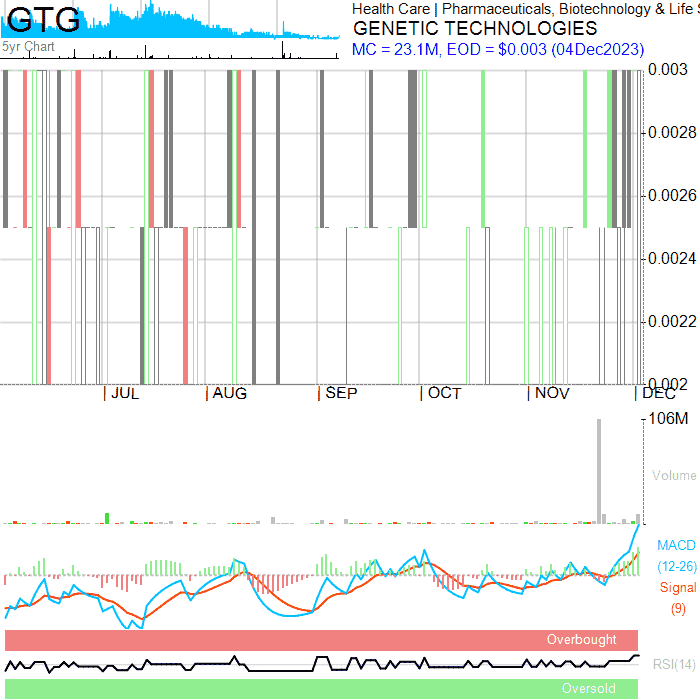 GTG
5yr Chart
Health Care | Pharmaceuticals, Biotechnology & Life
GENETIC TECHNOLOGIES
MC = 23.1M, EOD = $0.003 (04Dec2023)
0.003
0.0028
0.0026
0.0024
0.0022
0.002
| JUL | AUG | SEP | OCT | NOV | DEC
106M
Volume
MACD
(12-26)
Signal
(9)
Overbought
RSI(14)
Oversold